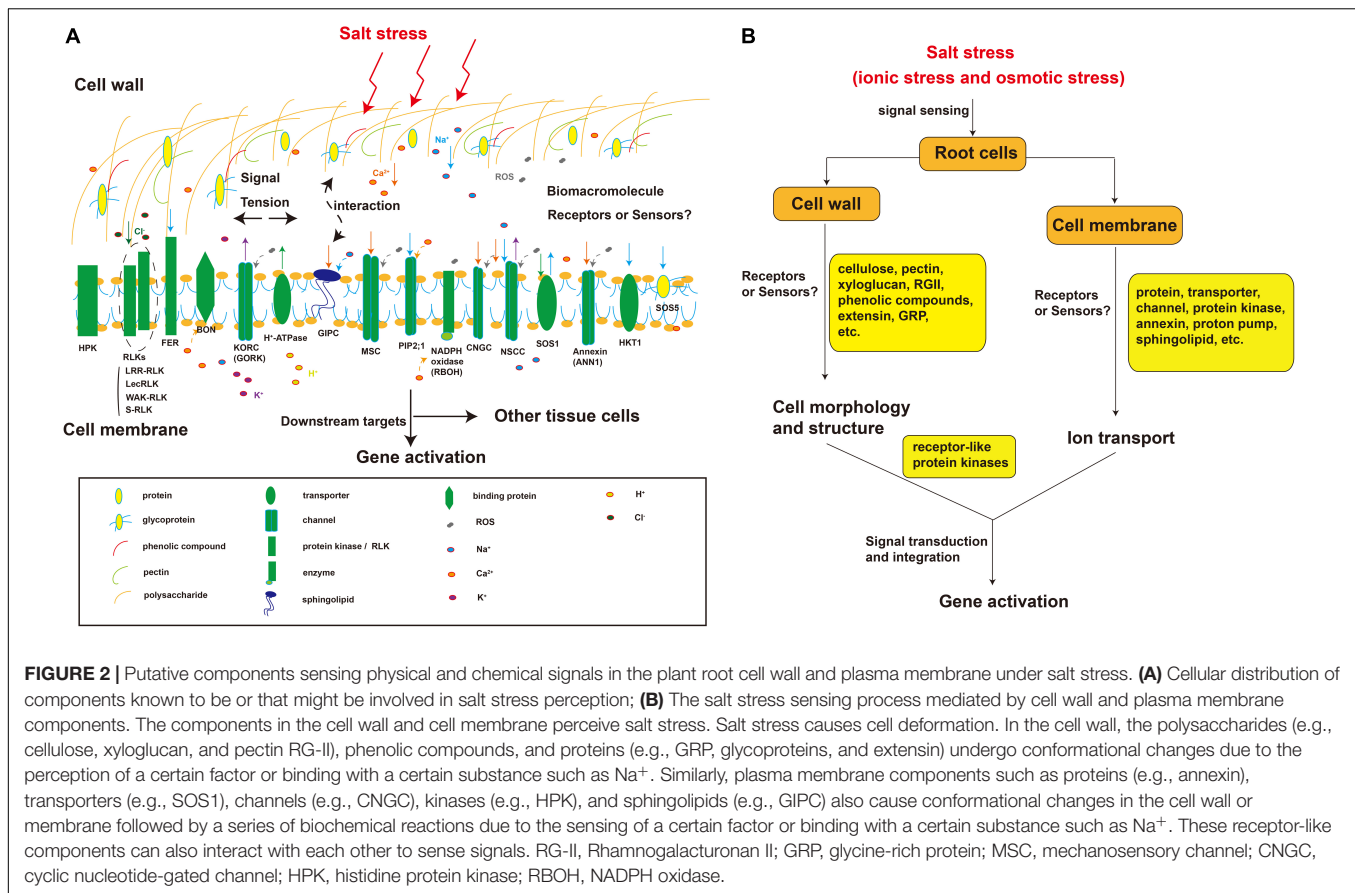 A
Salt stress
Cell wall
Na⁺
Ca²⁺
ROS
Signal
Tension
interaction
Biomacromolecule
Receptors or Sensors?
Cl⁻
HPK
RLKs
LRR-RLK
LecRLK
WAK-RLK
S-RLK
FER
BON
KORC
(GORK)
H⁺-ATPase
GIPC
MSC
PIP2;1
NADPH
oxidase
(RBOH)
CNGC
NSCC
SOS1
Annexin
(ANN1)
HKT1
SOS5
K⁺
H⁺
Cell membrane
Downstream targets
Other tissue cells
Gene activation
protein
glycoprotein
phenolic compound
pectin
polysaccharide
transporter
channel
protein kinase / RLK
enzyme
sphingolipid
binding protein
ROS
Na⁺
Ca²⁺
K⁺
H⁺
Cl⁻
B
Salt stress
(ionic stress and osmotic stress)
signal sensing
Root cells
Cell wall
Cell membrane
Receptors
or Sensors?
cellulose, pectin,
xyloglucan, RGII,
phenolic compounds,
extensin, GRP,
etc.
Receptors
or Sensors?
protein, transporter,
channel, protein kinase,
annexin, proton pump,
sphingolipid, etc.
Cell morphology
and structure
Ion transport
receptor-like
protein kinases
Signal transduction
and integration
Gene activation
FIGURE 2 | Putative components sensing physical and chemical signals in the plant root cell wall and plasma membrane under salt stress. (A) Cellular distribution of
components known to be or that might be involved in salt stress perception; (B) The salt stress sensing process mediated by cell wall and plasma membrane
components. The components in the cell wall and cell membrane perceive salt stress. Salt stress causes cell deformation. In the cell wall, the polysaccharides (e.g.,
cellulose, xyloglucan, and pectin RG-II), phenolic compounds, and proteins (e.g., GRP, glycoproteins, and extensin) undergo conformational changes due to the
perception of a certain factor or binding with a certain substance such as Na⁺. Similarly, plasma membrane components such as proteins (e.g., annexin),
transporters (e.g., SOS1), channels (e.g., CNGC), kinases (e.g., HPK), and sphingolipids (e.g., GIPC) also cause conformational changes in the cell wall or
membrane followed by a series of biochemical reactions due to the sensing of a certain factor or binding with a certain substance such as Na⁺. These receptor-like
components can also interact with each other to sense signals. RG-II, Rhamnogalacturonan II; GRP, glycine-rich protein; MSC, mechanosensory channel; CNGC,
cyclic nucleotide-gated channel; HPK, histidine protein kinase; RBOH, NADPH oxidase.